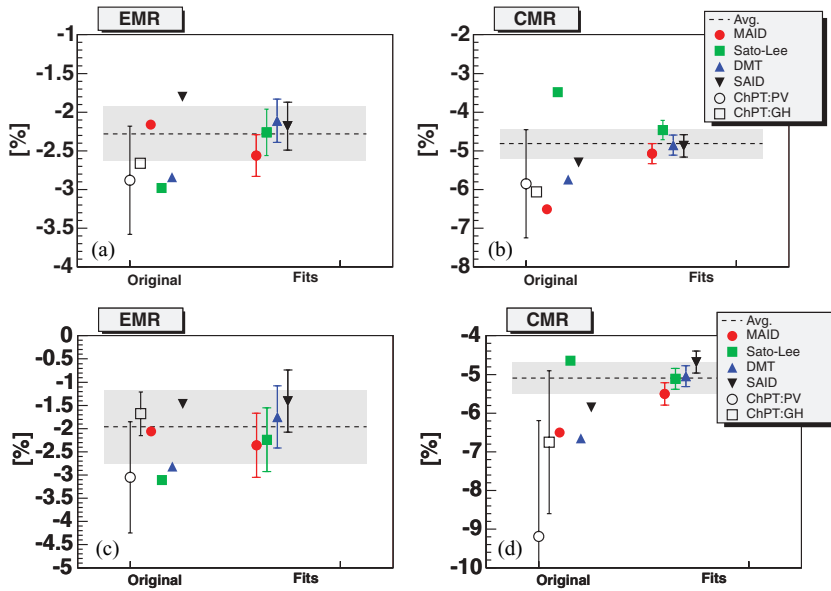 EMR
[%]
-1
-1.5
-2
-2.5
-3
-3.5
-4
(a)
Original
Fits
CMR
[%]
-2
-3
-4
-5
-6
-7
-8
(b)
Original
Fits
Avg.
MAID
Sato-Lee
DMT
SAID
ChPT:PV
ChPT:GH
EMR
[%]
0
-0.5
-1
-1.5
-2
-2.5
-3
-3.5
-4
-4.5
-5
(c)
Original
Fits
CMR
[%]
-4
-5
-6
-7
-8
-9
-10
(d)
Original
Fits
Avg.
MAID
Sato-Lee
DMT
SAID
ChPT:PV
ChPT:GH